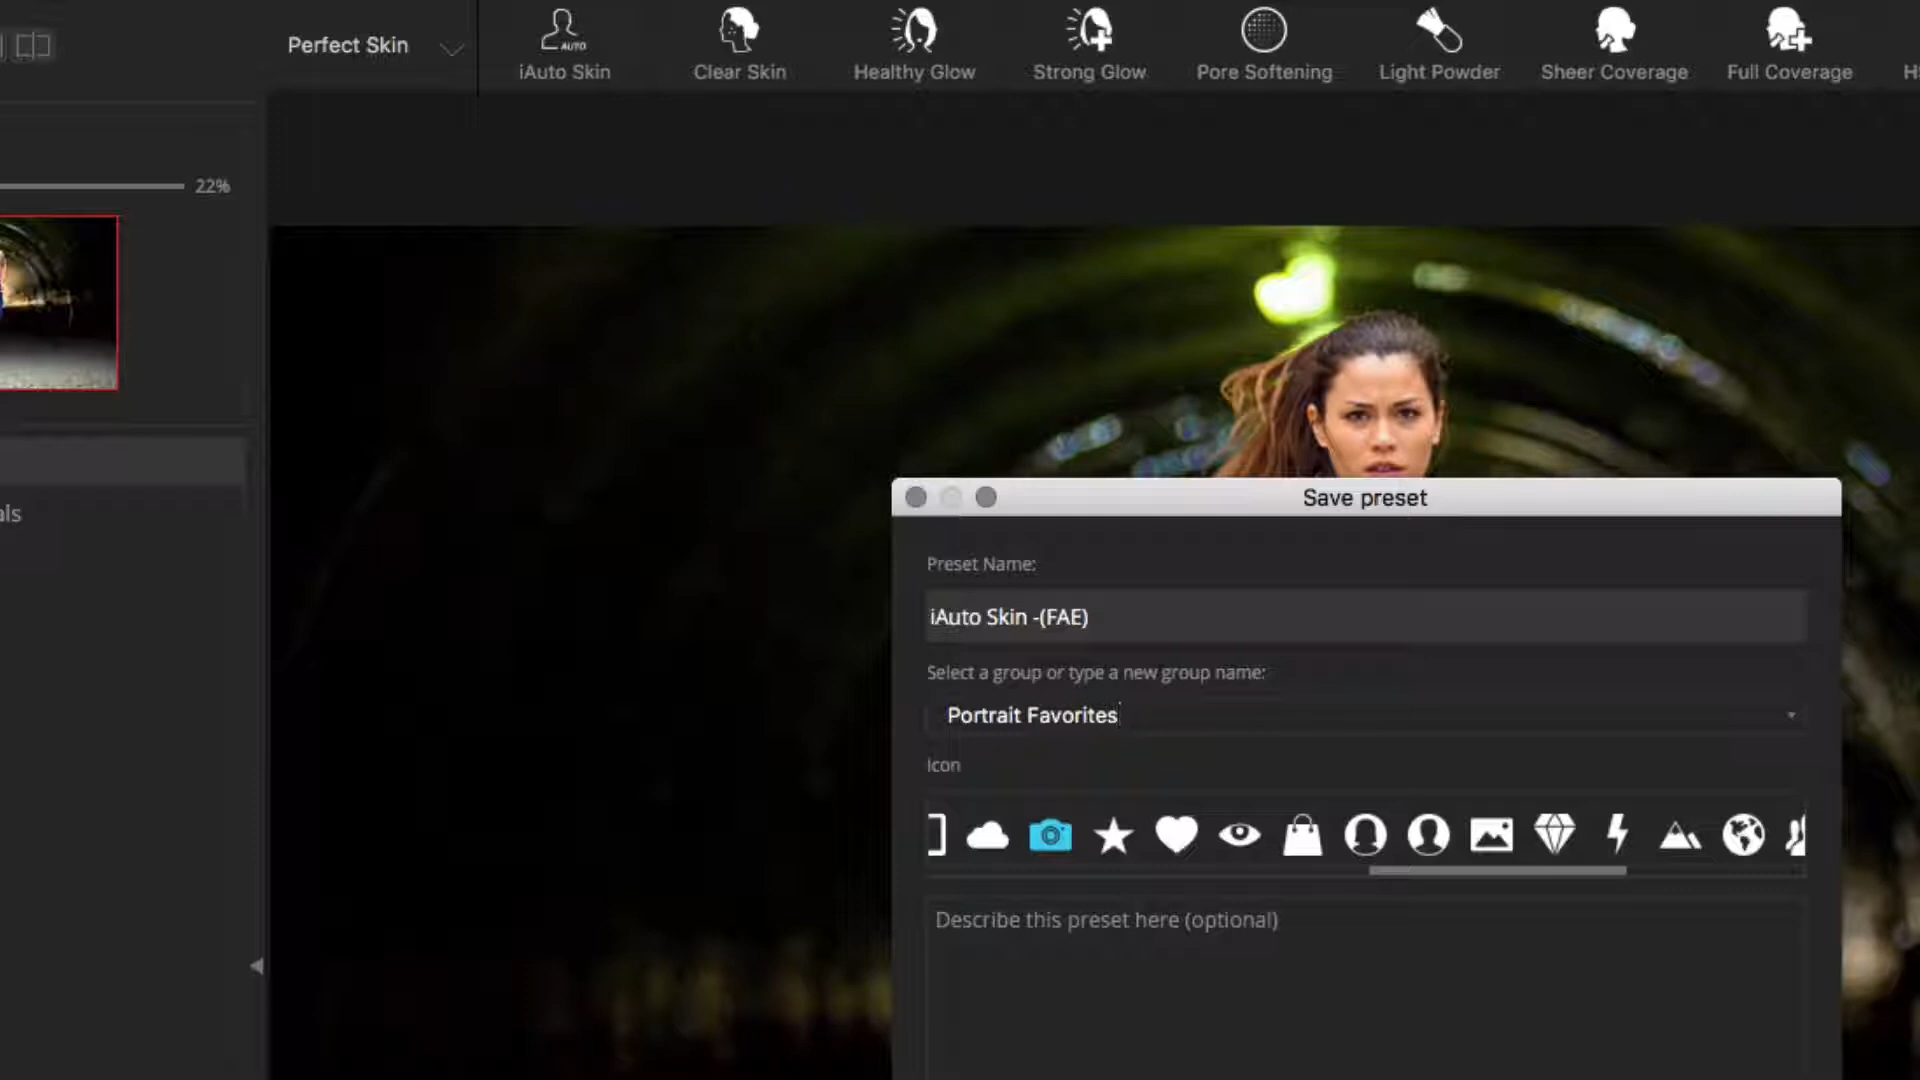 Perfect Skin
AUTO
iAuto Skin
Clear Skin
Healthy Glow
Strong Glow
Pore Softening
Light Powder
Sheer Coverage
Full Coverage
22%
als
Save preset
Preset Name:
iAuto Skin -(FAE)
Select a group or type a new group name:
Portrait Favorites
Icon
Describe this preset here (optional)